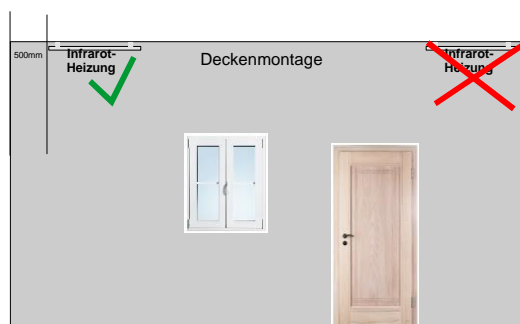 500mm
Infrarot-
Heizung
Deckenmontage
Infrarot-
Heizung